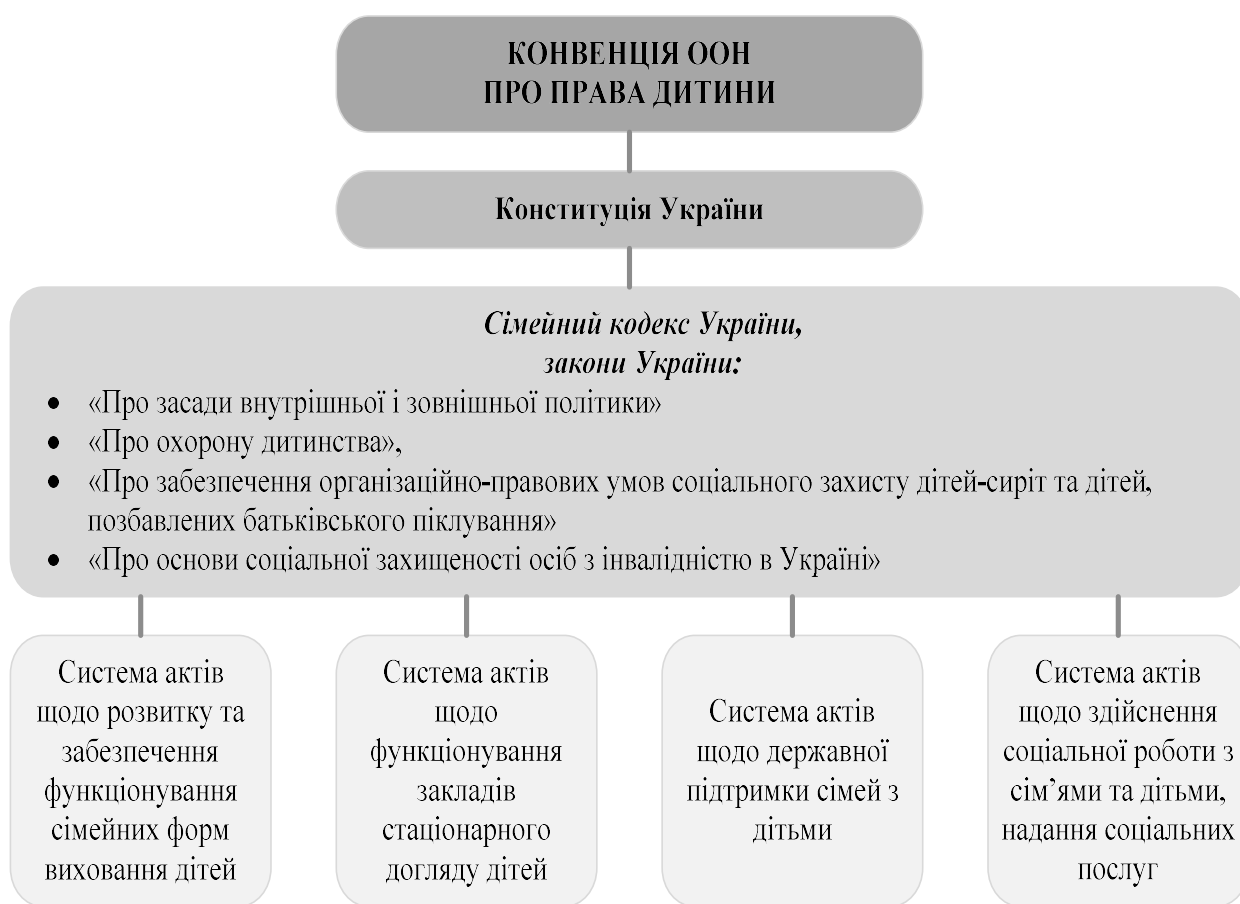 КОНВЕНЦІЯ ООН
ПРО ПРАВА ДИТИНИ
Конституція України
Сімейний кодекс України,
закони України:
• «Про засади внутрішньої і зовнішньої політики»
• «Про охорону дитинства»,
• «Про забезпечення організаційно-правових умов соціального захисту дітей-сиріт та дітей,
позбавлених батьківського піклування»
• «Про основи соціальної захищеності осіб з інвалідністю в Україні»
Система актів
щодо розвитку та
забезпечення
функціонування
сімейних форм
виховання дітей
Система актів
щодо
функціонування
закладів
стаціонарного
догляду дітей
Система актів
щодо державної
підтримки сімей з
дітьми
Система актів
щодо здійснення
соціальної роботи з
сім’ями та дітьми,
надання соціальних
послуг